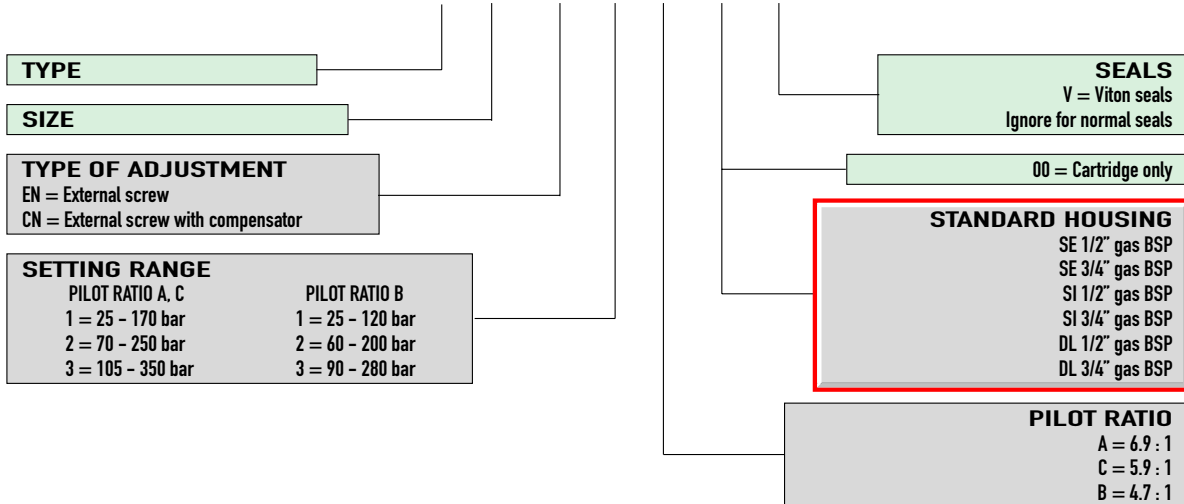 TYPE
SIZE
TYPE OF ADJUSTMENT
EN = External screw
CN = External screw with compensator
SETTING RANGE
PILOT RATIO A, C PILOT RATIO B
1 = 25 - 170 bar 1 = 25 - 120 bar
2 = 70 - 250 bar 2 = 60 - 200 bar
3 = 105 - 350 bar 3 = 90 - 280 bar
SEALS
V = Viton seals
Ignore for normal seals
00 = Cartridge only
STANDARD HOUSING
SE 1/2” gas BSP
SE 3/4” gas BSP
SI 1/2” gas BSP
SI 3/4” gas BSP
DL 1/2” gas BSP
DL 3/4” gas BSP
PILOT RATIO
A = 6.9 : 1
C = 5.9 : 1
B = 4.7 : 1